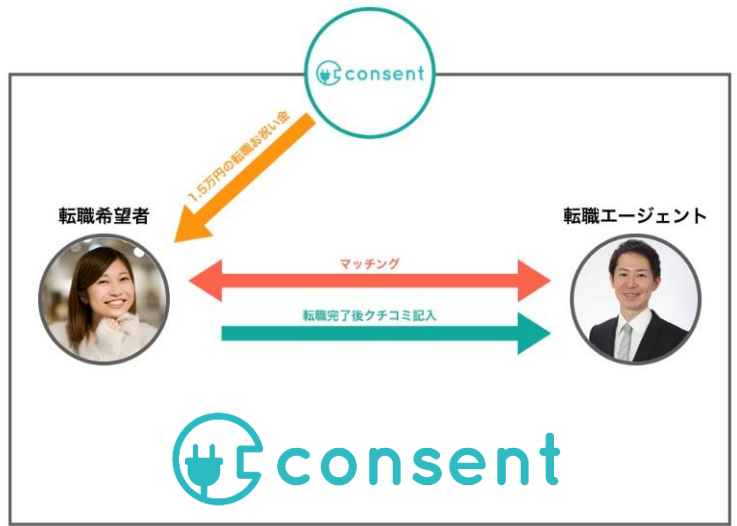 consent
1.5万円の転職お祝い金
転職希望者
転職エージェント
マッチング
転職完了後クチコミ記入
consent